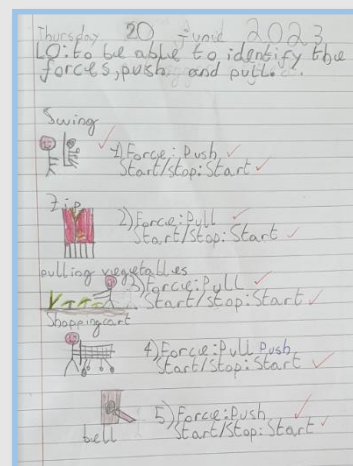 Thursday 20 June 2023
LO: to be able to identify the
forces, push and pull.
Swing
1) Force: Push
Start/stop: Start
Zip
2) Force: Pull
Start/stop: Start
pulling vegetables
3) Force: Pull
Start/stop: Start
Shopping cart
4) Force: Pull Push
Start/stop: Start
5) Force: Push
Start/stop: Start
bell